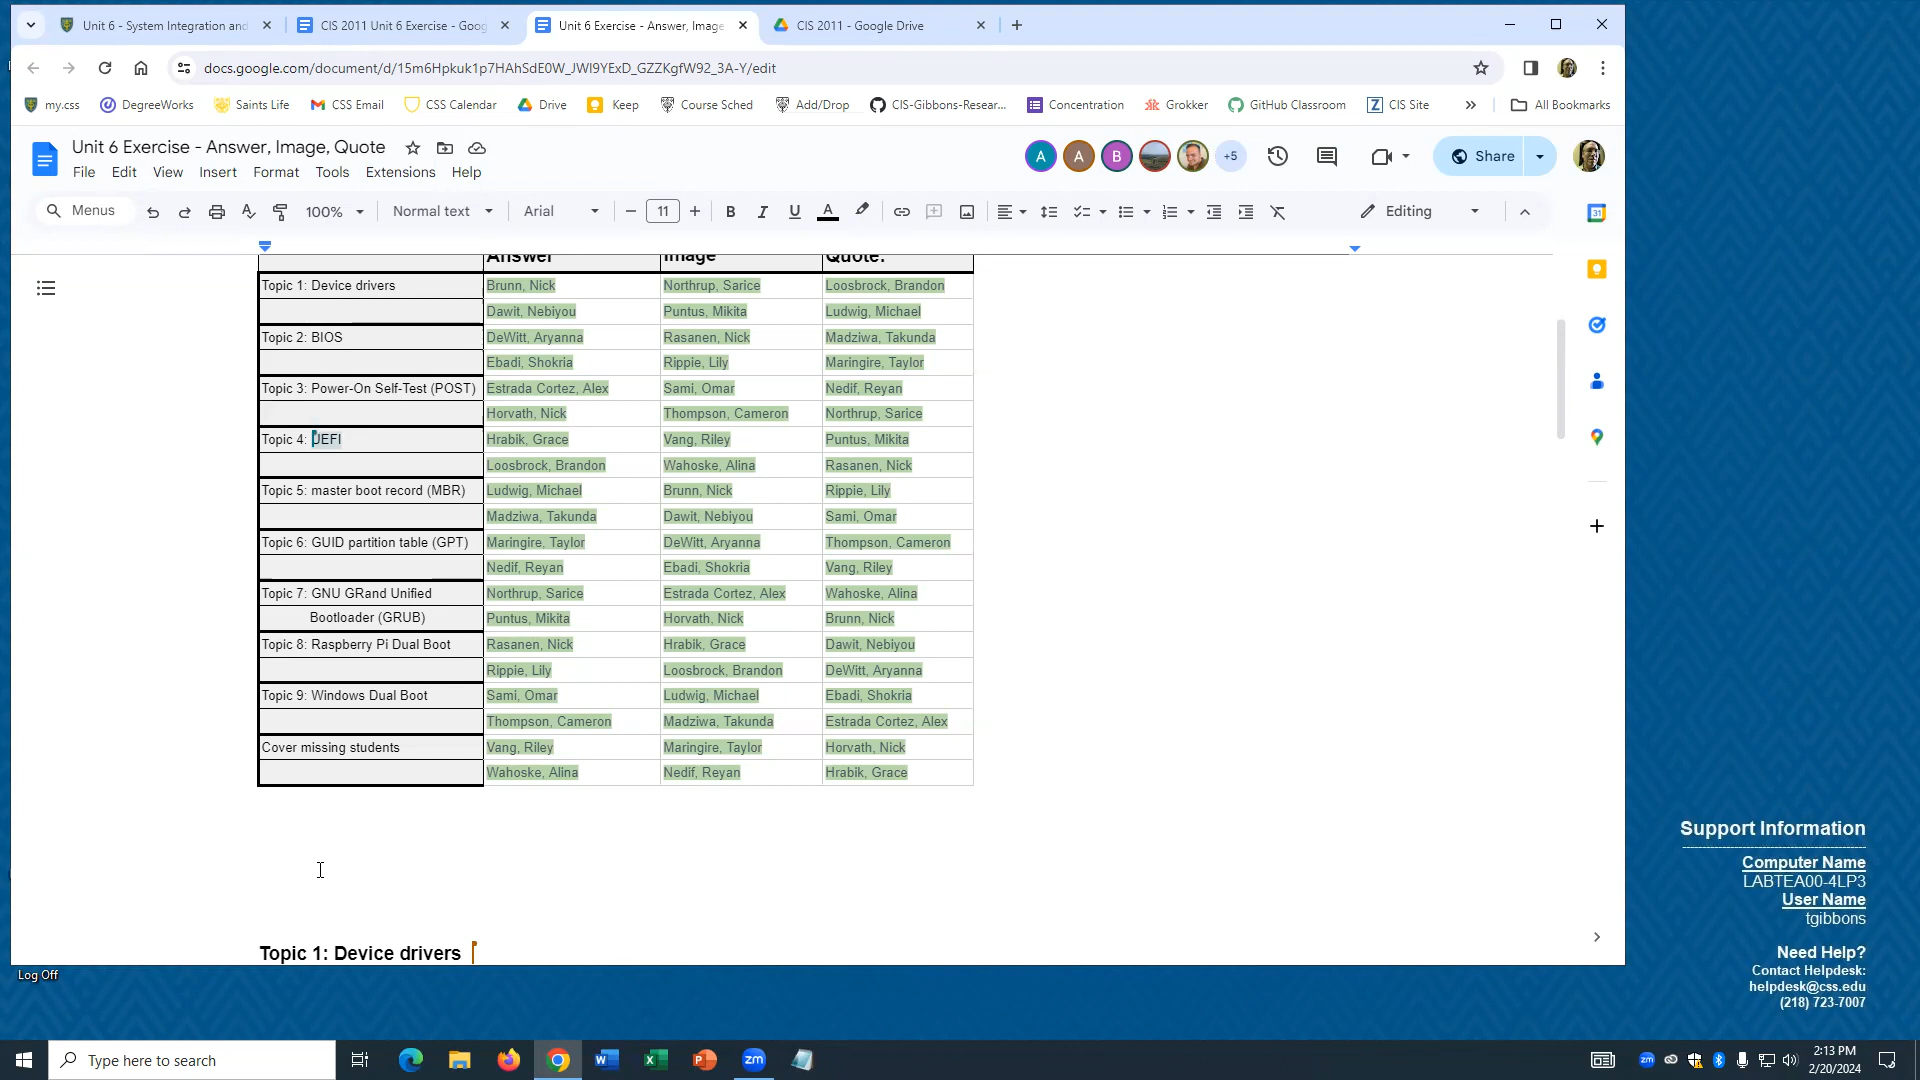 Unit 6 - System Integration and
CIS 2011 Unit 6 Exercise - Goog
Unit 6 Exercise - Answer, Image,
CIS 2011 - Google Drive
docs.google.com/document/d/15m6Hpkuk1p7HAhSdE0W_JWI9YExD_GZZKgfW92_3A-Y/edit
my.css DegreeWorks Saints Life CSS Email CSS Calendar Drive Keep Course Sched Add/Drop CIS-Gibbons-Resear... Concentration Grokker GitHub Classroom CIS Site » All Bookmarks
Unit 6 Exercise - Answer, Image, Quote
A A B +5 Share
File Edit View Insert Format Tools Extensions Help
Menus 100% Normal text Arial 11 B I U A Editing
31
Answer Image Quote:
Topic 1: Device drivers Brunn, Nick Northrup, Sarice Loosbrock, Brandon
Dawit, Nebiyou Puntus, Mikita Ludwig, Michael
Topic 2: BIOS DeWitt, Aryanna Rasanen, Nick Madziwa, Takunda
Ebadi, Shokria Rippie, Lily Maringire, Taylor
Topic 3: Power-On Self-Test (POST) Estrada Cortez, Alex Sami, Omar Nedif, Reyan
Horvath, Nick Thompson, Cameron Northrup, Sarice
Topic 4: UEFI Hrabik, Grace Vang, Riley Puntus, Mikita
Loosbrock, Brandon Wahoske, Alina Rasanen, Nick
Topic 5: master boot record (MBR) Ludwig, Michael Brunn, Nick Rippie, Lily
Madziwa, Takunda Dawit, Nebiyou Sami, Omar
Topic 6: GUID partition table (GPT) Maringire, Taylor DeWitt, Aryanna Thompson, Cameron
Nedif, Reyan Ebadi, Shokria Vang, Riley
Topic 7: GNU GRand Unified Northrup, Sarice Estrada Cortez, Alex Wahoske, Alina
Bootloader (GRUB) Puntus, Mikita Horvath, Nick Brunn, Nick
Topic 8: Raspberry Pi Dual Boot Rasanen, Nick Hrabik, Grace Dawit, Nebiyou
Rippie, Lily Loosbrock, Brandon DeWitt, Aryanna
Topic 9: Windows Dual Boot Sami, Omar Ludwig, Michael Ebadi, Shokria
Thompson, Cameron Madziwa, Takunda Estrada Cortez, Alex
Cover missing students Vang, Riley Maringire, Taylor Horvath, Nick
Wahoske, Alina Nedif, Reyan Hrabik, Grace
Topic 1: Device drivers
Log Off
Support Information
Computer Name
LABTEA00-4LP3
User Name
tgibbons
Need Help?
Contact Helpdesk:
helpdesk@css.edu
(218) 723-7007
Type here to search
W X P zm
zm
2:13 PM
2/20/2024